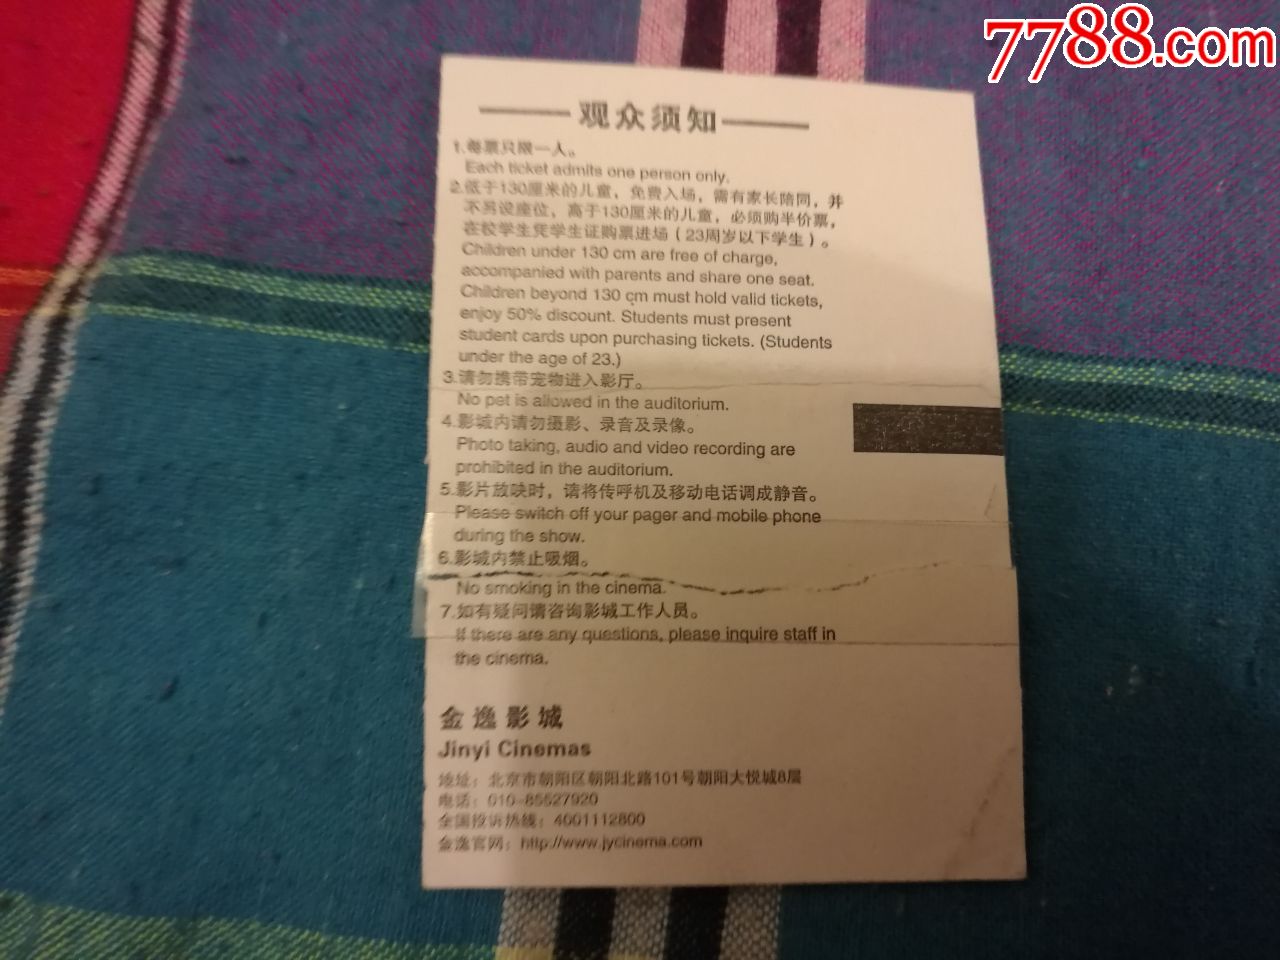 7788.com
观众须知
1.每票只限一人。
Each ticket admits one person only.
2.低于130厘米的儿童，免费入场，需有家长陪同，并
不另设座位，高于130厘米的儿童，必须购半价票，
在校学生凭学生证购票进场（23周岁以下学生）。
Children under 130 cm are free of charge,
accompanied with parents and share one seat.
Children beyond 130 cm must hold valid tickets,
enjoy 50% discount. Students must present
student cards upon purchasing tickets. (Students
under the age of 23.)
3.请勿携带宠物进入影厅。
No pet is allowed in the auditorium.
4.影城内请勿摄影、录音及录像。
Photo taking, audio and video recording are
prohibited in the auditorium.
5.影片放映时，请将传呼机及移动电话调成静音。
Please switch off your pager and mobile phone
during the show.
6.影城内禁止吸烟。
No smoking in the cinema.
7.如有疑问请咨询影城工作人员。
If there are any questions, please inquire staff in
the cinema.
金逸影城
Jinyi Cinemas
地址：北京市朝阳区朝阳北路101号朝阳大悦城8层
电话：010-85527920
全国投诉热线：4001112800
金逸官网：http://www.jycinema.com